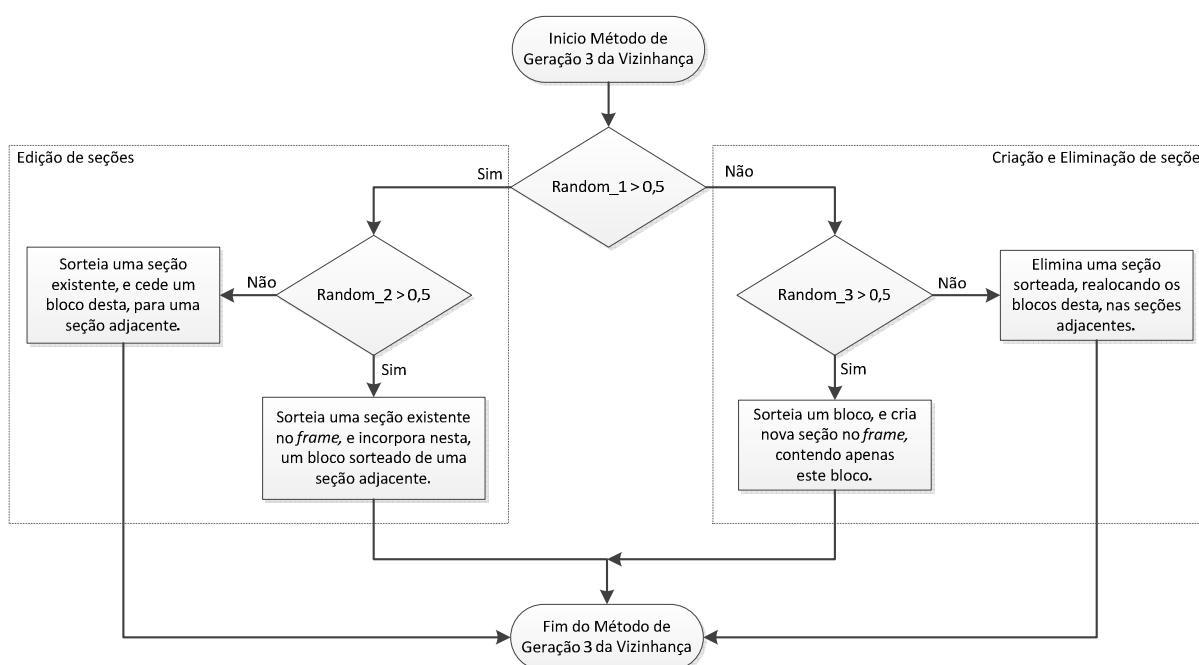 Inicio Método de
Geração 3 da Vizinhança
Edição de seções
Criação e Eliminação de seçõe
Sim
Random_1 > 0,5
Não
Sorteia uma seção
existente, e cede um
bloco desta, para uma
seção adjacente.
Não
Random_2 > 0,5
Sim
Random_3 > 0,5
Não
Sim
Elimina uma seção
sorteada, realocando os
blocos desta, nas seções
adjacentes.
Sorteia uma seção existente
no frame, e incorpora nesta,
um bloco sorteado de uma
seção adjacente.
Sorteia um bloco, e cria
nova seção no frame,
contendo apenas
este bloco.
Fim do Método de
Geração 3 da Vizinhança